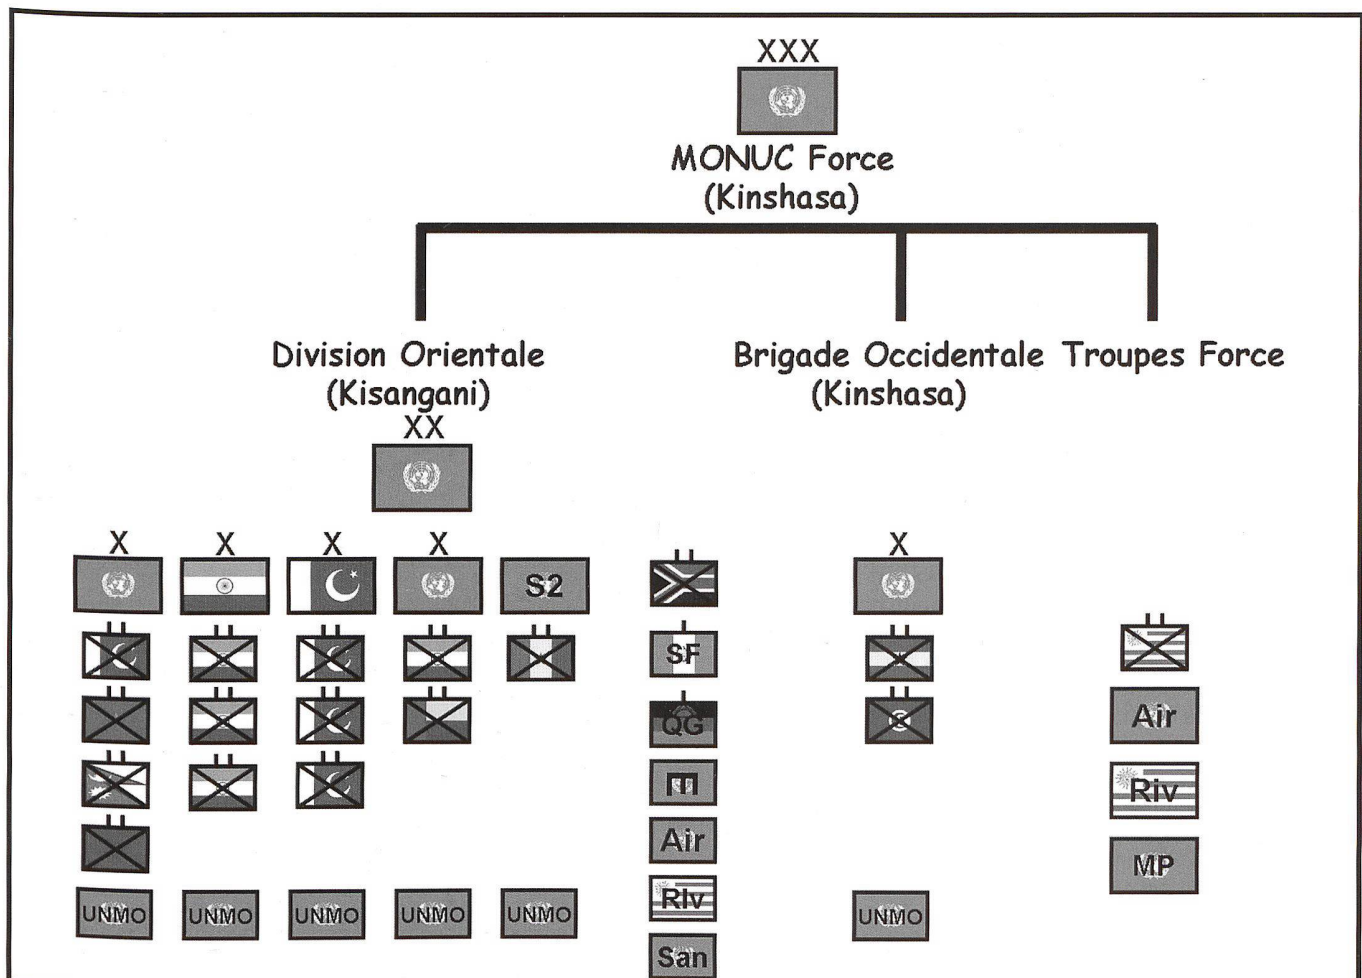 XXX
MONUC Force
(Kinshasa)
Division Orientale
(Kisangani)
XX
Brigade Occidentale
(Kinshasa)
Troupes Force
X X X X X
S2
SF
QG
E
Air
RIv
San
Air
Riv
MP
UNMO UNMO UNMO UNMO UNMO UNMO